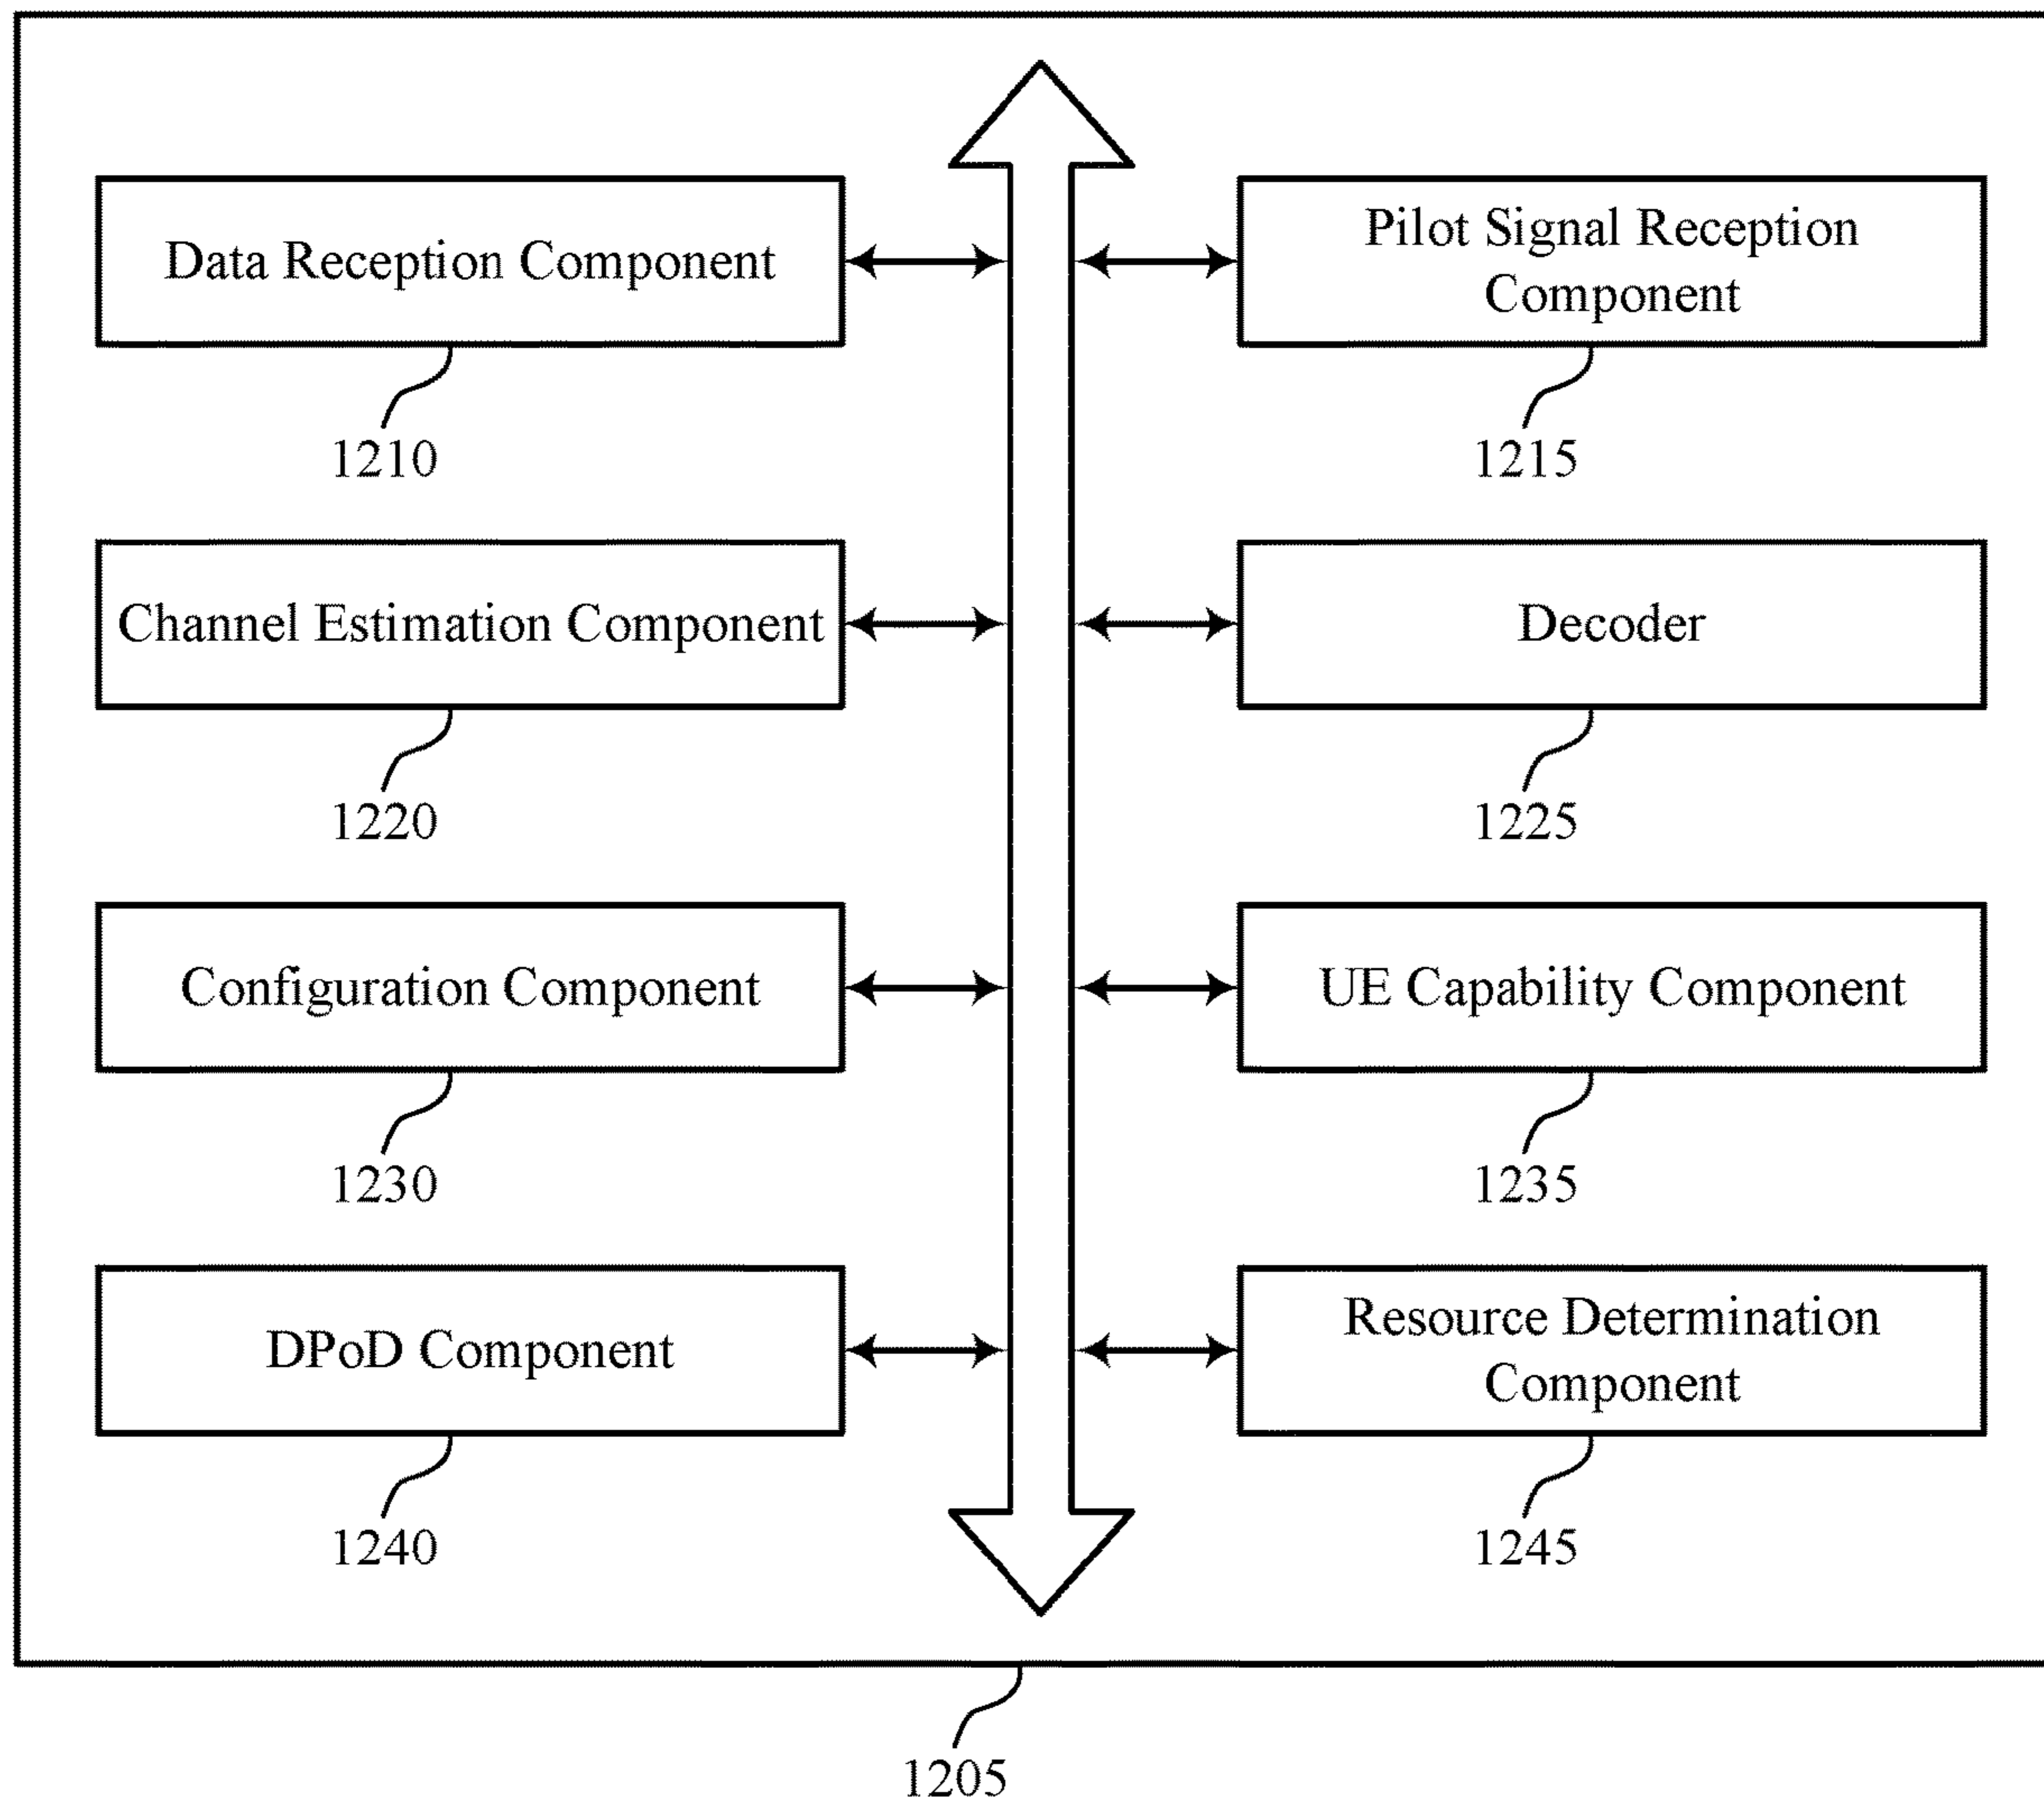 Data Reception Component
1210
Pilot Signal Reception
Component
1215
Channel Estimation Component
1220
Decoder
1225
Configuration Component
1230
UE Capability Component
1235
DPoD Component
1240
Resource Determination
Component
1245
1205